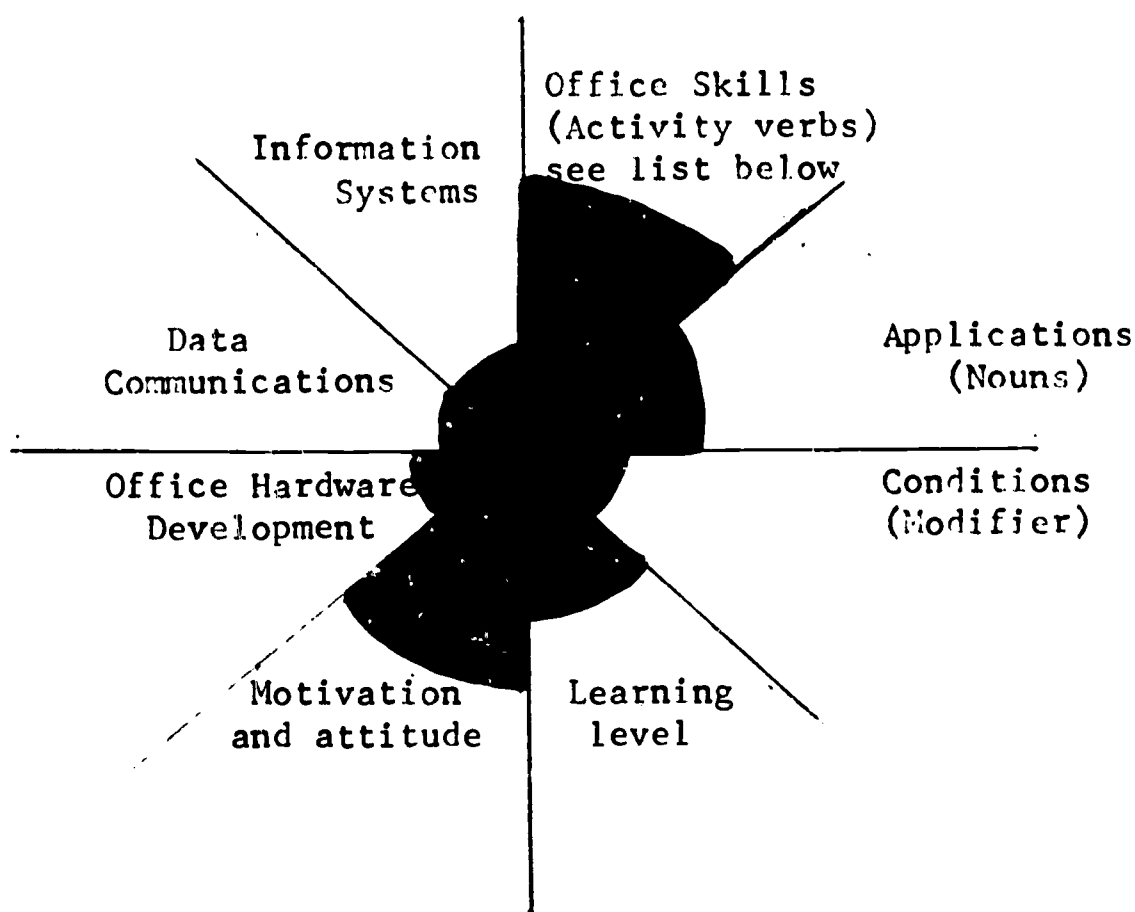 Office Skills
(Activity verbs)
see list below
Information
Systems
Applications
(Nouns)
Data
Communications
Conditions
(Modifier)
Office Hardware
Development
Motivation
and attitude
Learning
level